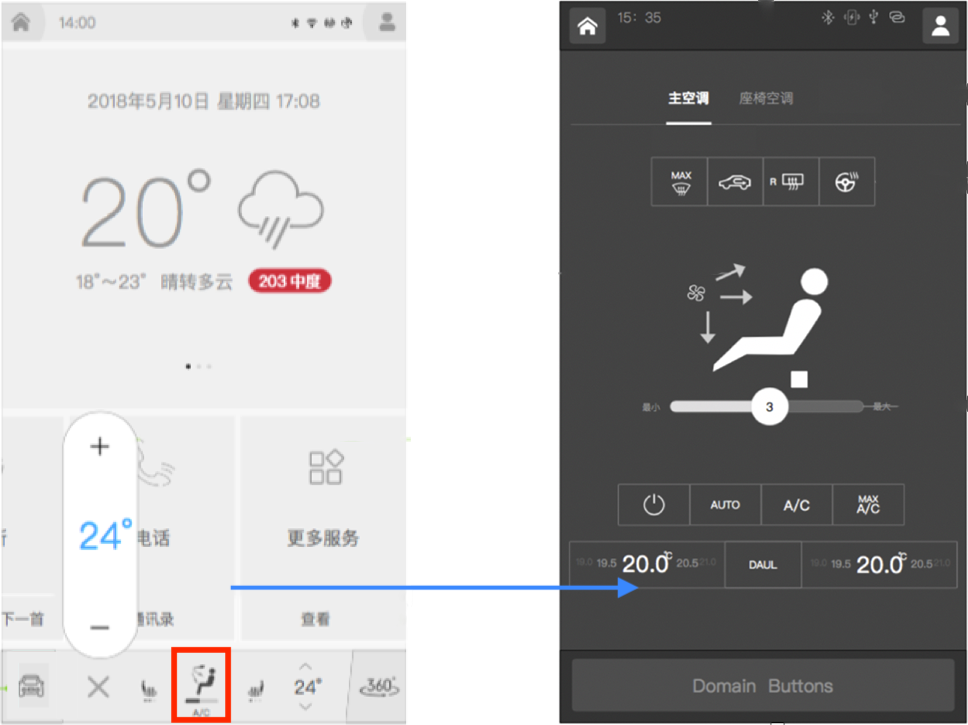 14:00
2018年5月10日 星期四 17:08
20°
18°~23° 晴转多云 203 中度
+
24°
电话
更多服务
−
下一首
通讯录
查看
A/C
24°
360°
15: 35
主空调
座椅空调
MAX
R
最小
3
最大
AUTO
A/C
MAX
A/C
19.0 19.5 20.0℃ 20.5 21.0
DAUL
19.0 19.5 20.0℃ 20.5 21.0
Domain Buttons